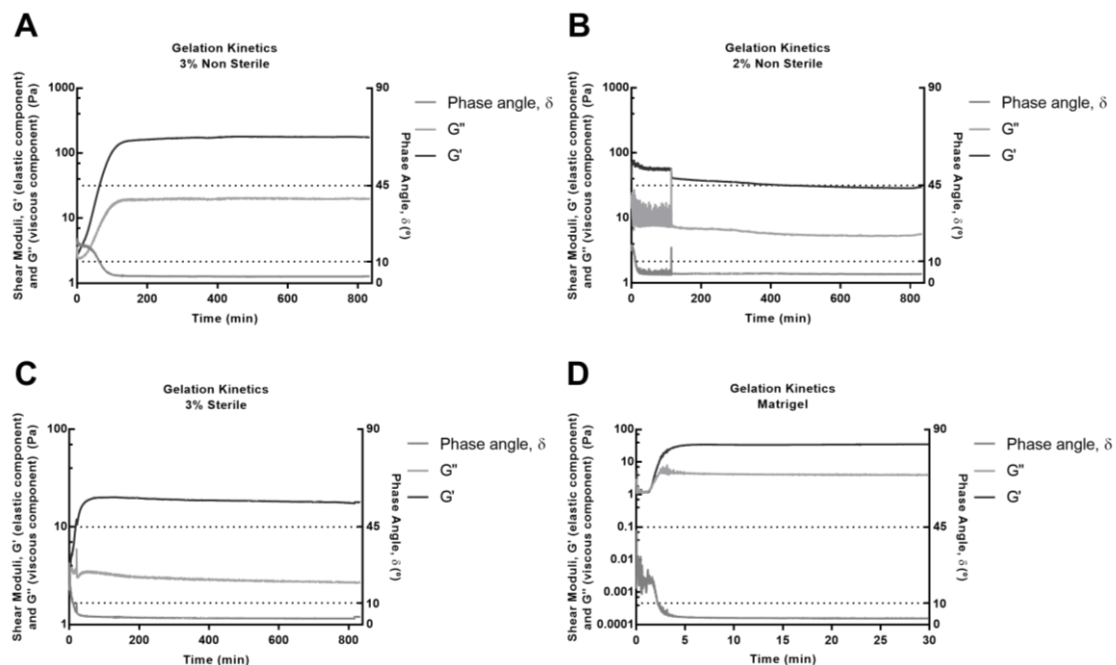 A
Gelation Kinetics
3% Non Sterile
Shear Moduli, G' (elastic component)
and G'' (viscous component) (Pa)
1000
100
10
1
90
45
10
0
Phase Angle, δ (º)
0 200 400 600 800
Time (min)
Phase angle, δ
G''
G'
B
Gelation Kinetics
2% Non Sterile
Shear Moduli, G' (elastic component)
and G'' (viscous component) (Pa)
1000
100
10
1
90
45
10
0
Phase Angle, δ (º)
0 200 400 600 800
Time (min)
Phase angle, δ
G''
G'
C
Gelation Kinetics
3% Sterile
Shear Moduli, G' (elastic component)
and G'' (viscous component) (Pa)
100
10
1
90
45
10
0
Phase Angle, δ (º)
0 200 400 600 800
Time (min)
Phase angle, δ
G''
G'
D
Gelation Kinetics
Matrigel
Shear Moduli, G' (elastic component)
and G'' (viscous component) (Pa)
100
10
1
0.1
0.01
0.001
0.0001
90
45
10
0
Phase Angle, δ (º)
0 5 10 15 20 25 30
Time (min)
Phase angle, δ
G''
G'